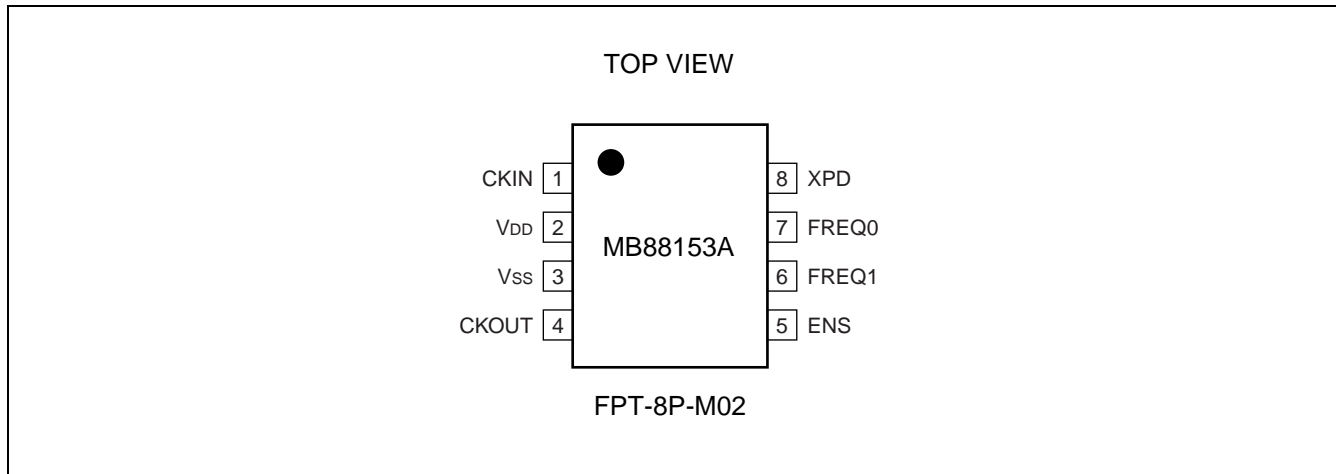 TOP VIEW
CKIN 1
8 XPD
VDD 2
7 FREQ0
MB88153A
VSS 3
6 FREQ1
CKOUT 4
5 ENS
FPT-8P-M02